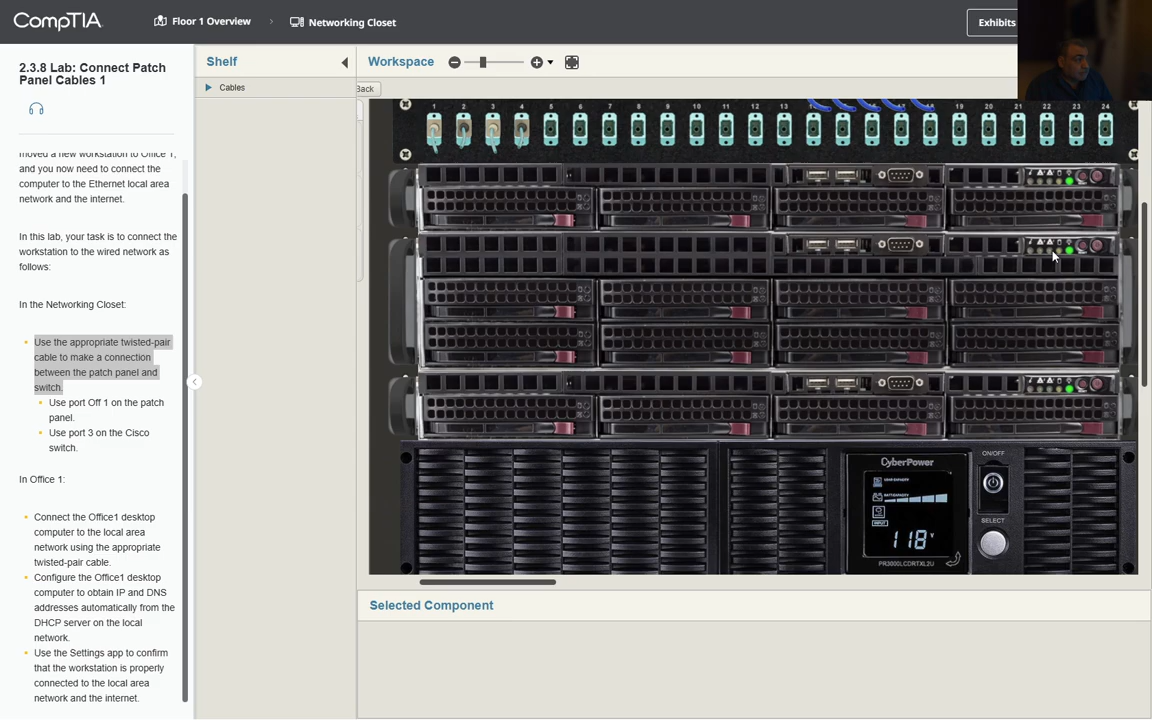 CompTIA
Floor 1 Overview
Networking Closet
Exhibits
2.3.8 Lab: Connect Patch
Panel Cables 1
moved a new workstation to Office 1,
and you now need to connect the
computer to the Ethernet local area
network and the internet.
In this lab, your task is to connect the
workstation to the wired network as
follows:
In the Networking Closet:
Use the appropriate twisted-pair
cable to make a connection
between the patch panel and
switch.
Use port Off 1 on the patch
panel.
Use port 3 on the Cisco
switch.
In Office 1:
Connect the Office1 desktop
computer to the local area
network using the appropriate
twisted-pair cable.
Configure the Office1 desktop
computer to obtain IP and DNS
addresses automatically from the
DHCP server on the local
network.
Use the Settings app to confirm
that the workstation is properly
connected to the local area
network and the internet.
Shelf
Cables
Workspace
Back
1 2 3 4 5 6 7 8 9 10 11 12 13 17 18 19 20 21 22 23 24
CyberPower
ON/OFF
INPUT
118 V
SELECT
PR3000LCDRTXL2U
Selected Component